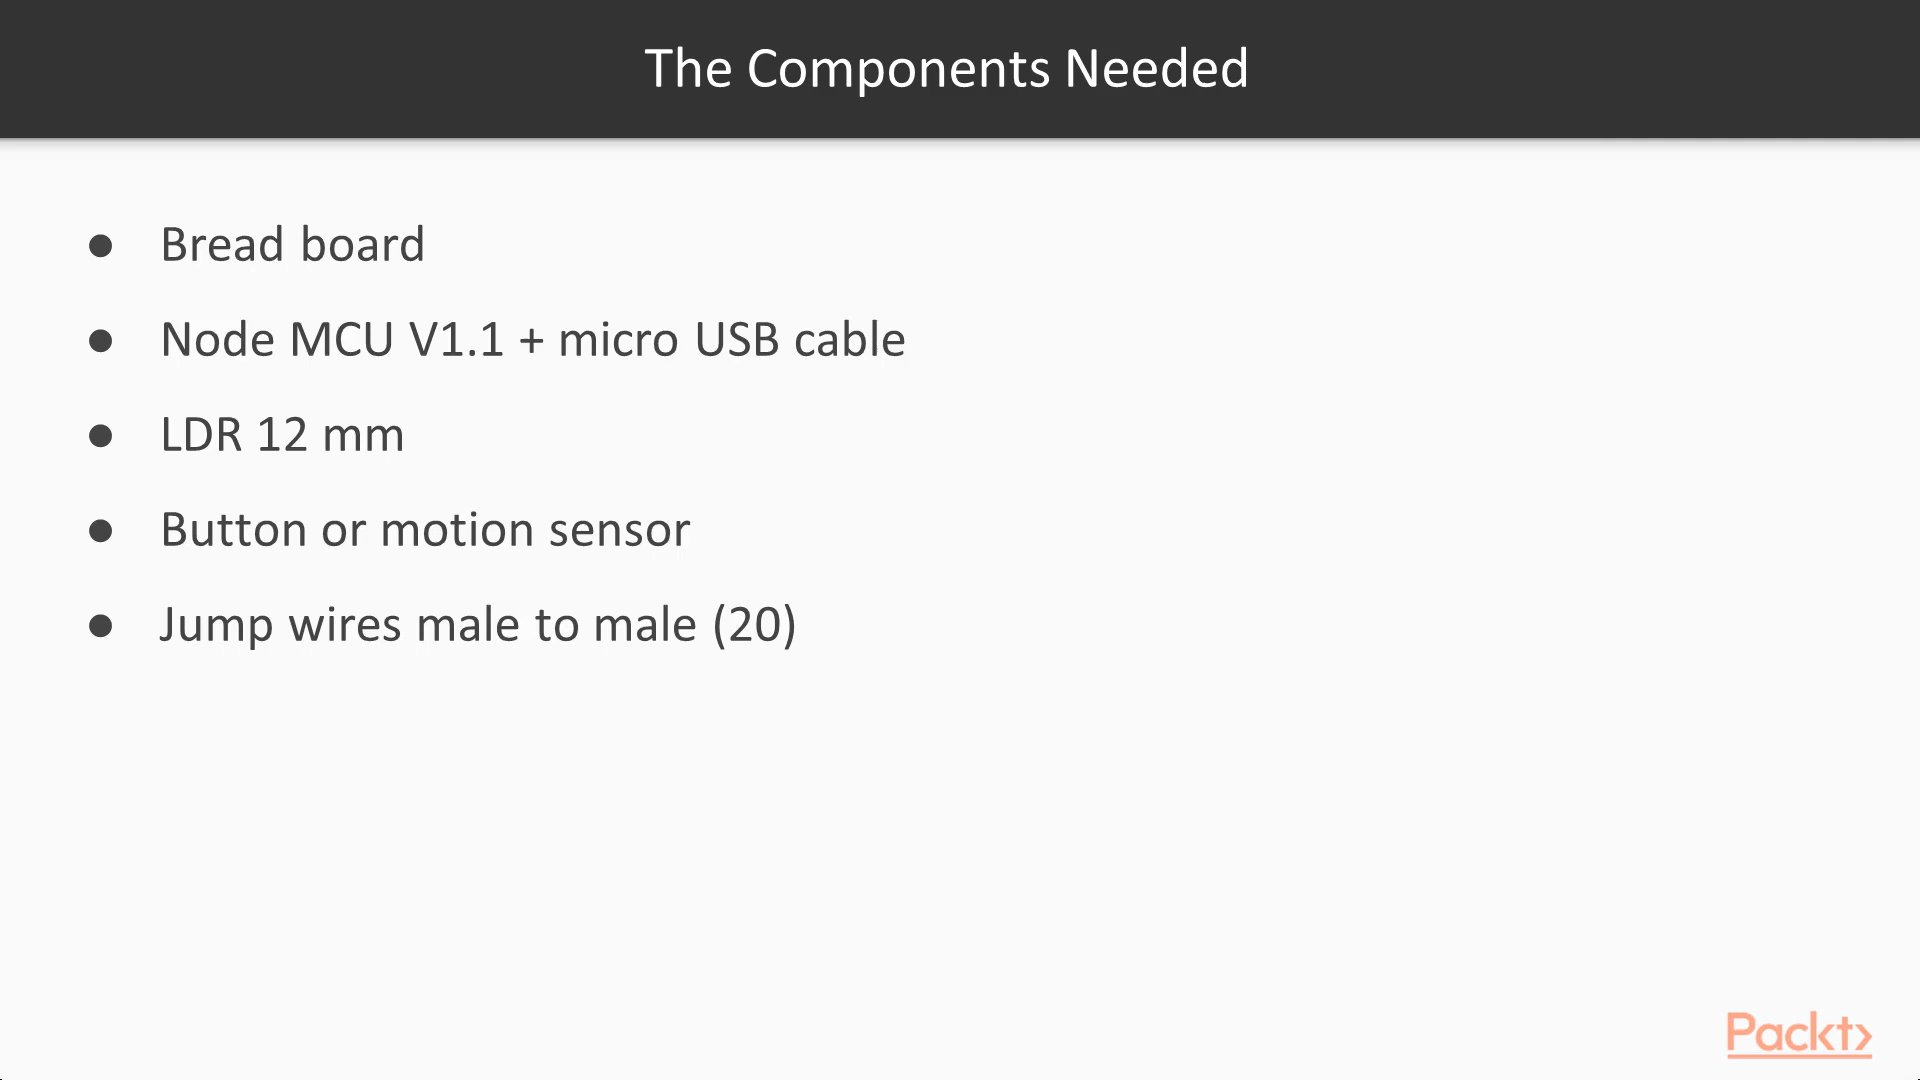 The Components Needed
● Bread board
● Node MCU V1.1 + micro USB cable
● LDR 12 mm
● Button or motion sensor
● Jump wires male to male (20)
Packt>